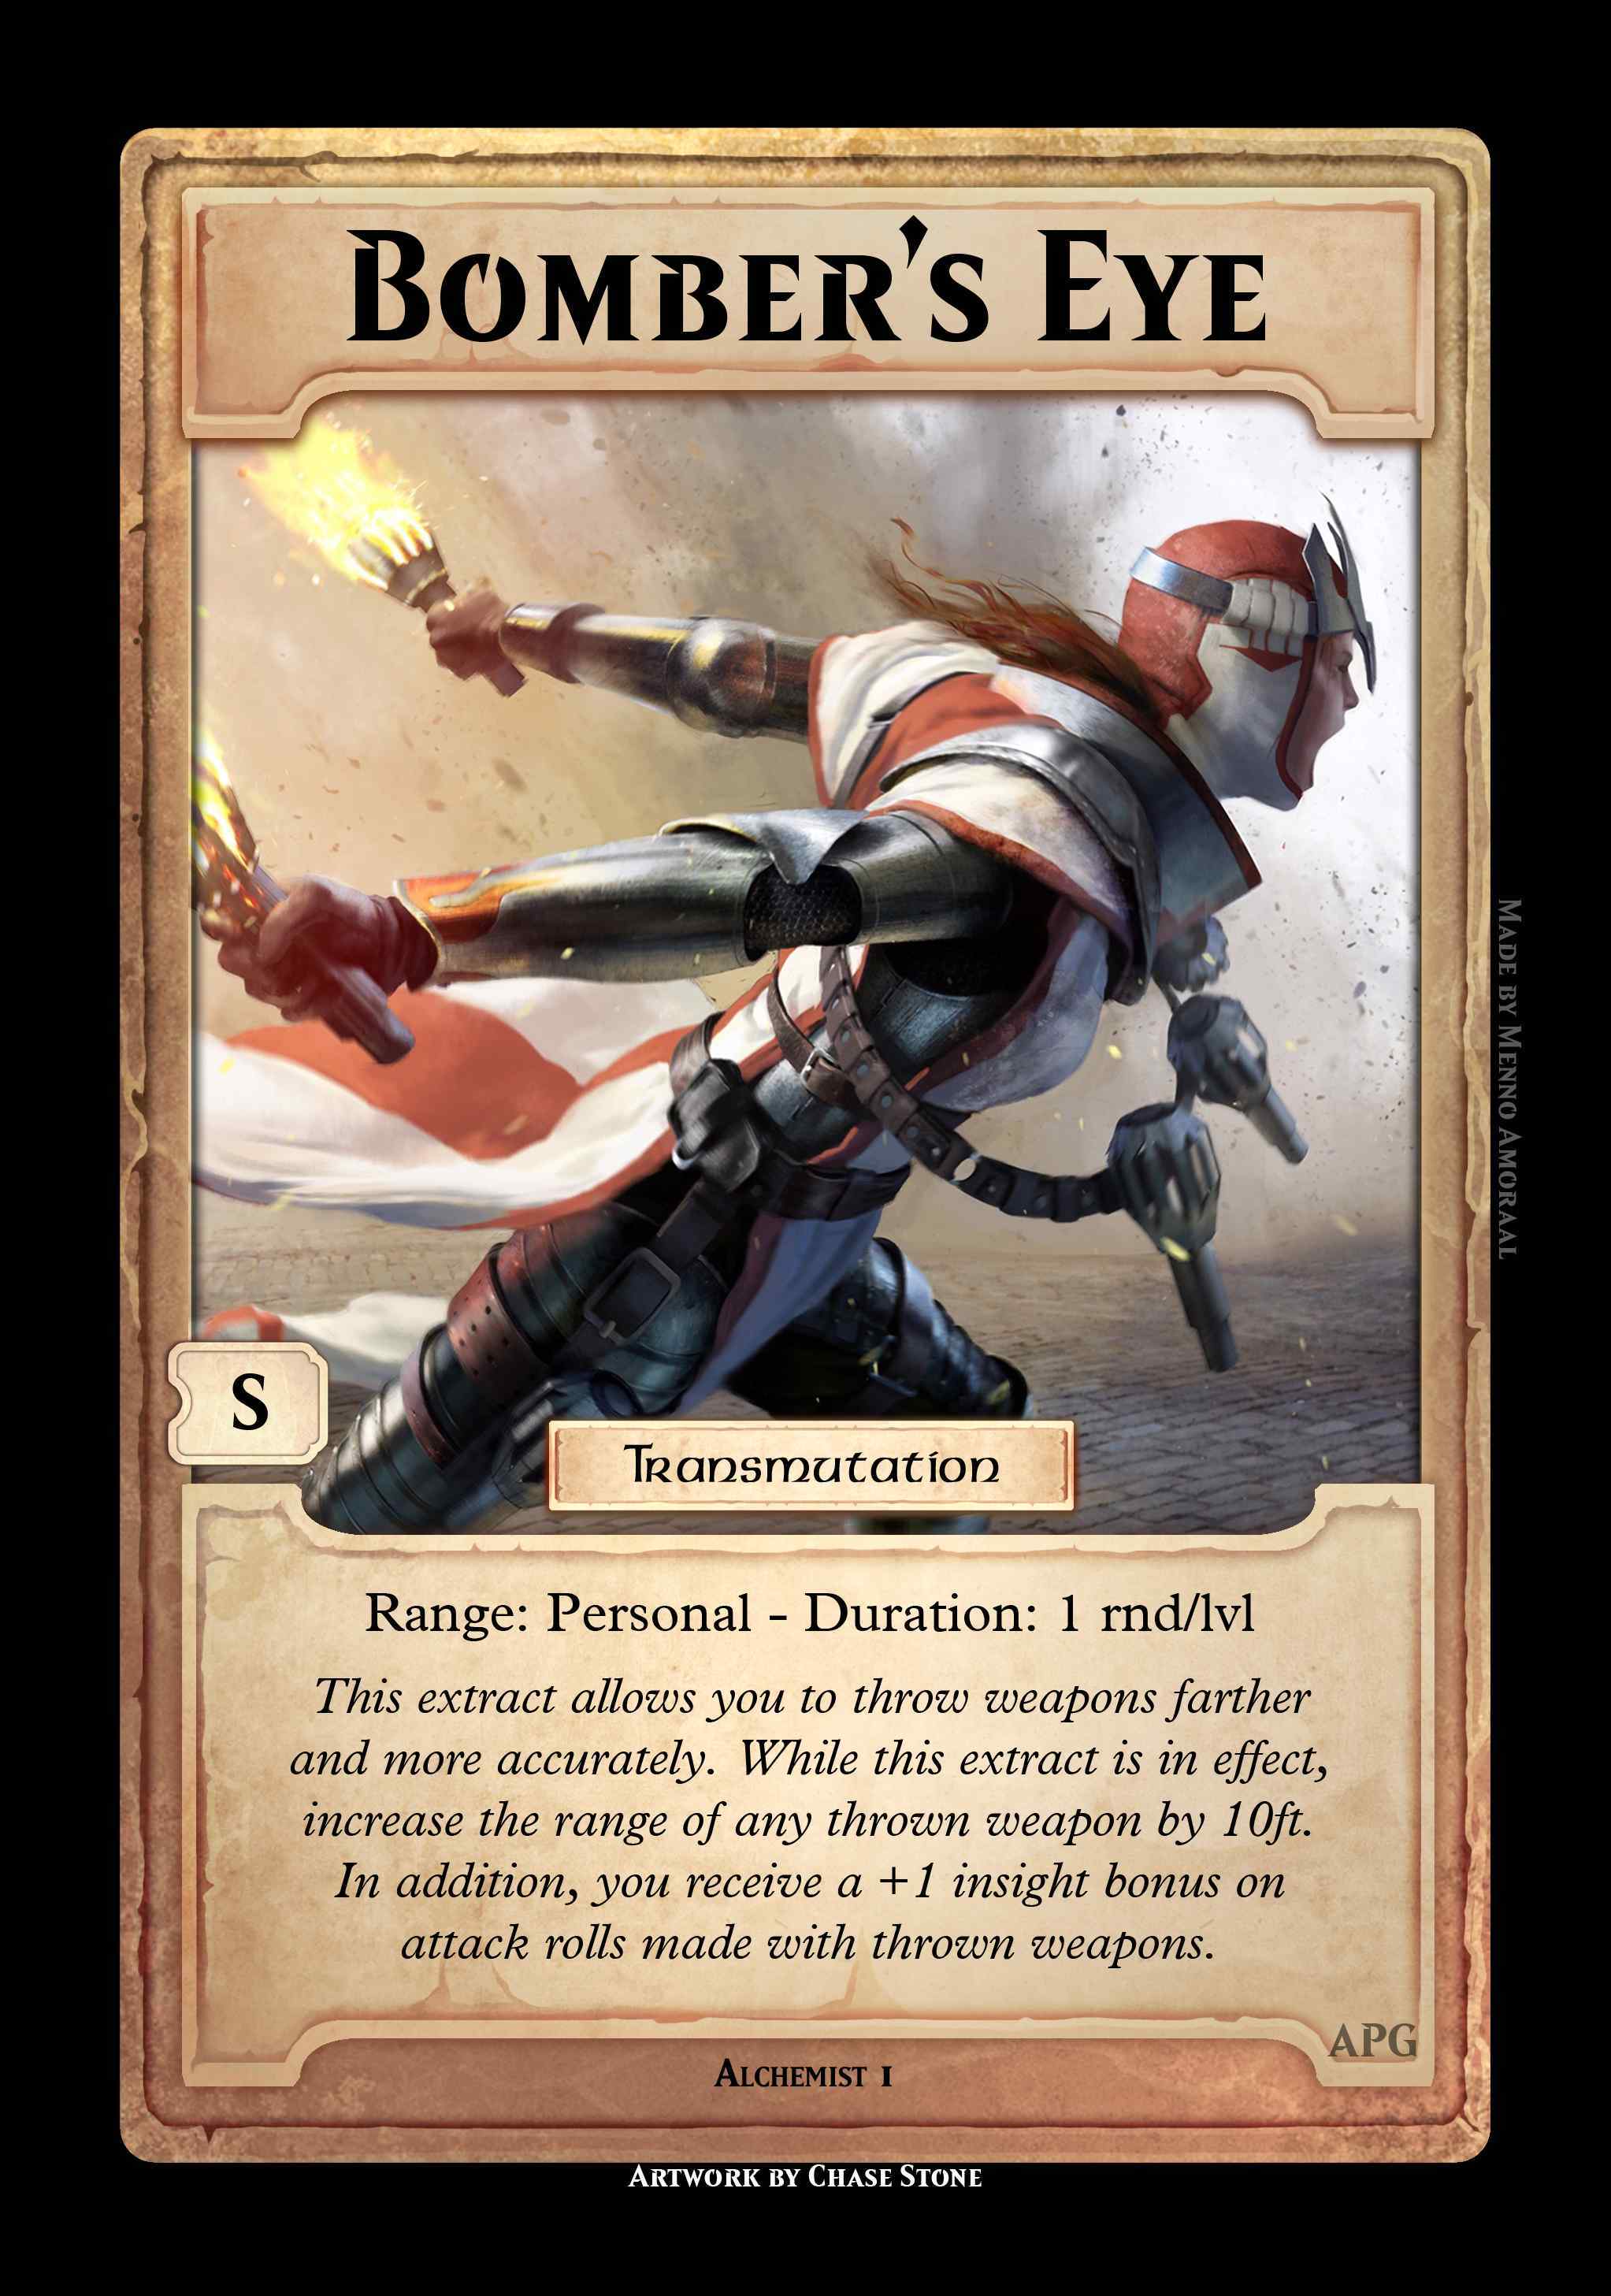 Bomber's Eye
S
Transmutation
Range: Personal - Duration: 1 rnd/lvl
This extract allows you to throw weapons farther
and more accurately. While this extract is in effect,
increase the range of any thrown weapon by 10ft.
In addition, you receive a +1 insight bonus on
attack rolls made with thrown weapons.
APG
Alchemist 1
Artwork by Chase Stone
Made by Menno Amoraal